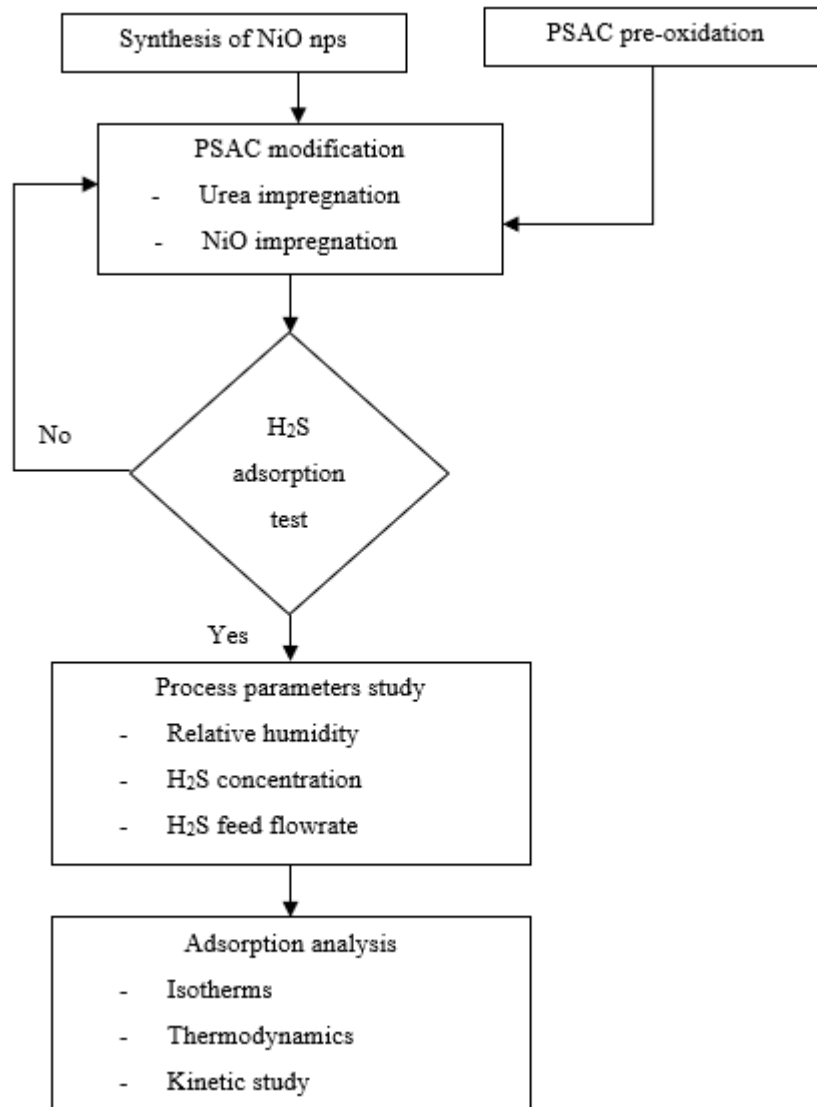 Synthesis of NiO nps
PSAC pre-oxidation
PSAC modification
- Urea impregnation
- NiO impregnation
No
H₂S
adsorption
test
Yes
Process parameters study
- Relative humidity
- H₂S concentration
- H₂S feed flowrate
Adsorption analysis
- Isotherms
- Thermodynamics
- Kinetic study